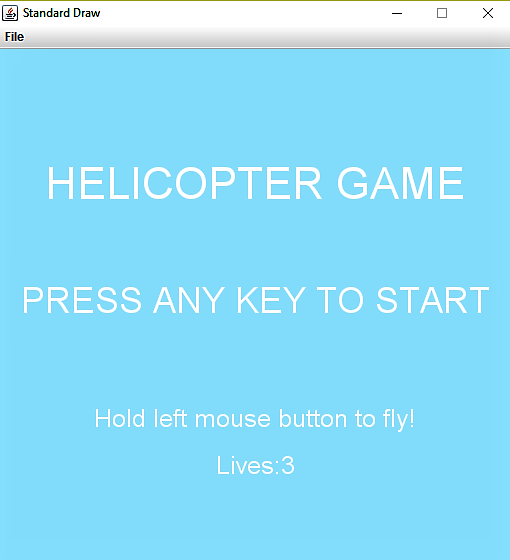 Standard Draw
File
HELICOPTER GAME
PRESS ANY KEY TO START
Hold left mouse button to fly!
Lives:3